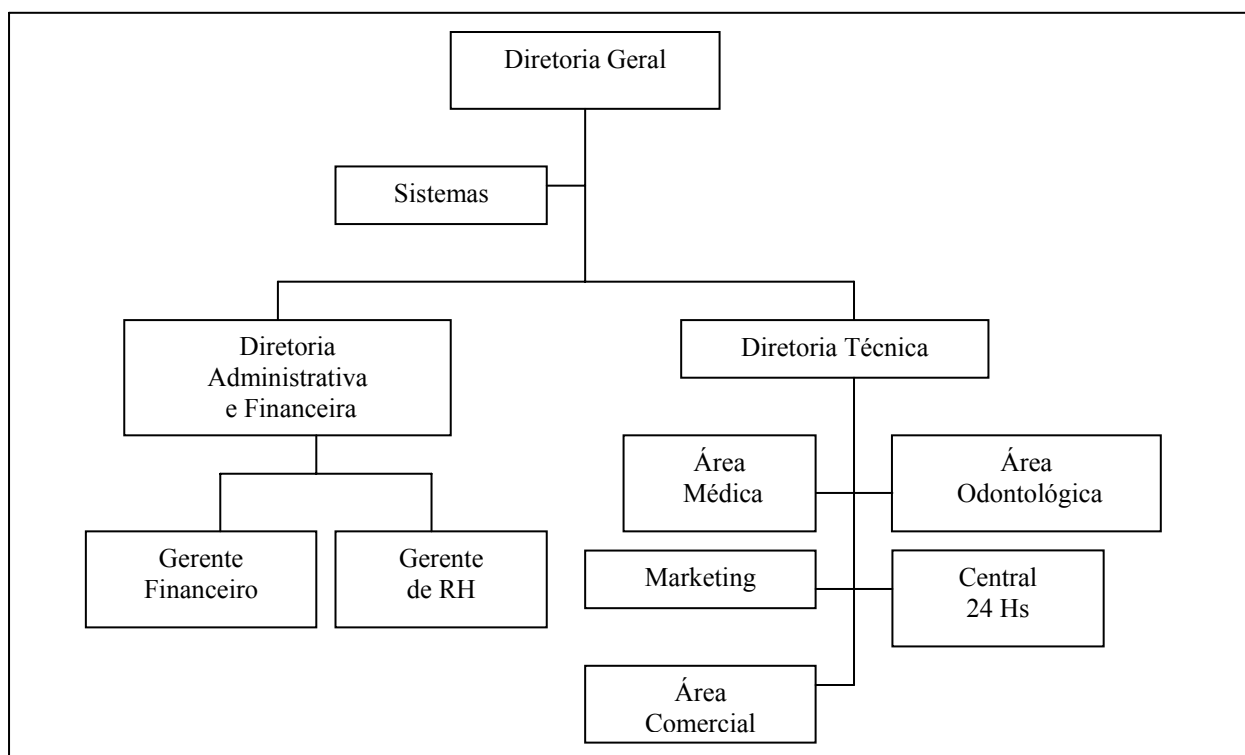 Diretoria Geral
Sistemas
Diretoria
Administrativa
e Financeira
Diretoria Técnica
Área
Médica
Área
Odontológica
Gerente
Financeiro
Gerente
de RH
Marketing
Central
24 Hs
Área
Comercial